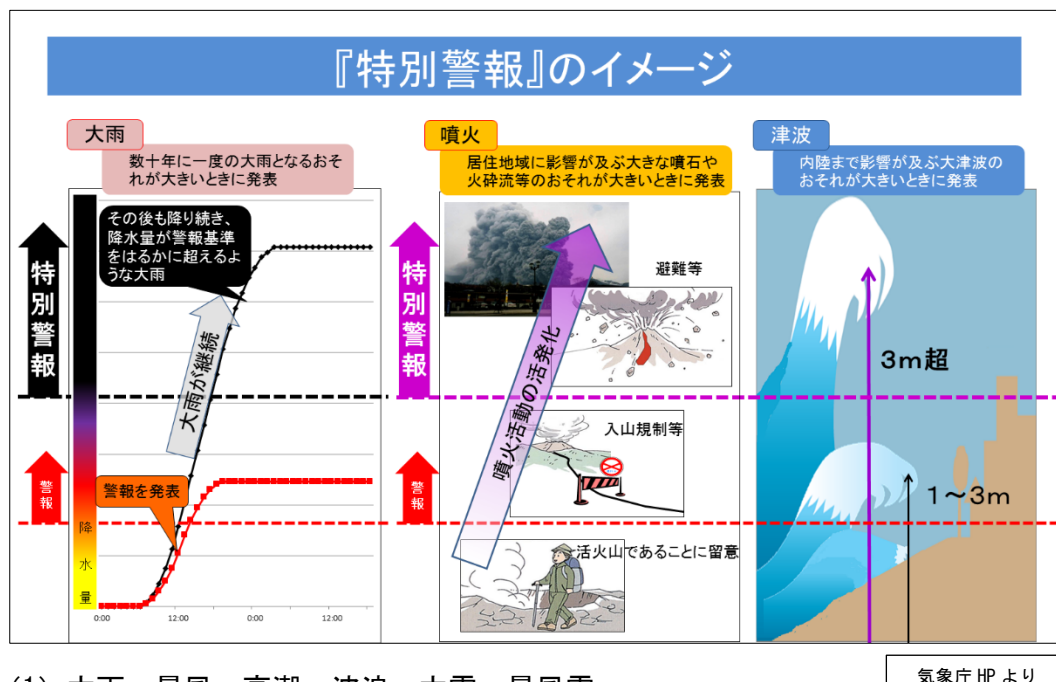 『特別警報』のイメージ
大雨
数十年に一度の大雨となるおそ
れが大きいときに発表
その後も降り続き、
降水量が警報基準
をはるかに超えるよ
うな大雨
特別警報
大雨が継続
警報
警報を発表
降水量
0:00
12:00
0:00
12:00
噴火
居住地域に影響が及ぶ大きな噴石や
火砕流等のおそれが大きいときに発表
特別警報
避難等
噴火活動の活発化
入山規制等
警報
活火山であることに留意
津波
内陸まで影響が及ぶ大津波の
おそれが大きいときに発表
3m超
1~3m
気象庁 HP より